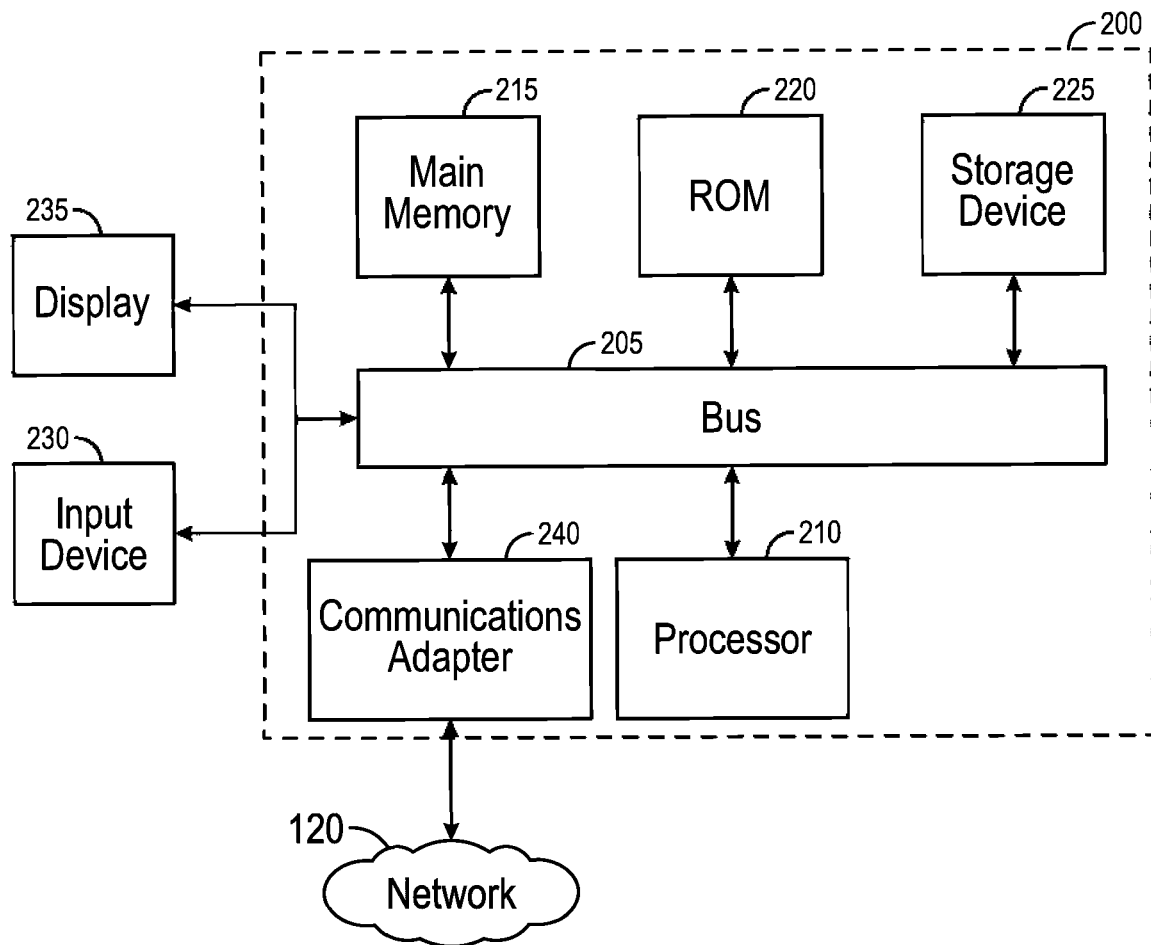 200
215
220
225
Main
Memory
ROM
Storage
Device
235
Display
205
Bus
230
Input
Device
240
210
Communications
Adapter
Processor
120
Network